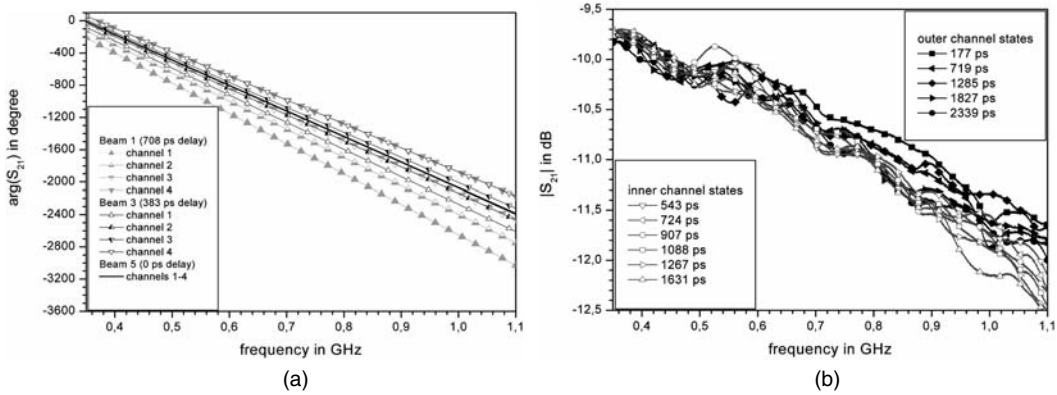 0
-400
-800
-1200
-1600
-2000
-2400
-2800
-3200
-3600
arg(S21) in degree
Beam 1 (708 ps delay)
channel 1
channel 2
channel 3
channel 4
Beam 3 (383 ps delay)
channel 1
channel 2
channel 3
channel 4
Beam 5 (0 ps delay)
channels 1-4
0,4 0,5 0,6 0,7 0,8 0,9 1,0 1,1
frequency in GHz
(a)
-9,5
-10,0
-10,5
-11,0
-11,5
-12,0
-12,5
|S21| in dB
outer channel states
177 ps
719 ps
1285 ps
1827 ps
2339 ps
inner channel states
543 ps
724 ps
907 ps
1088 ps
1267 ps
1631 ps
0,4 0,5 0,6 0,7 0,8 0,9 1,0 1,1
frequency in GHz
(b)